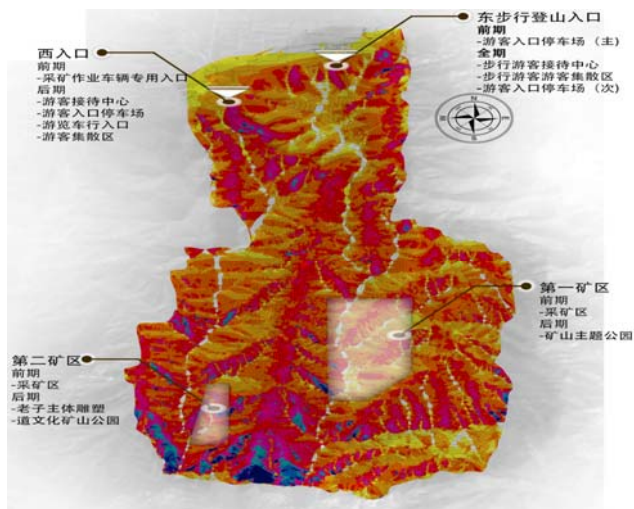 东步行登山入口
前期
-游客入口停车场（主）
全期
-步行游客接待中心
-步行游客游客集散区
-游客入口停车场（次）
西入口
前期
-采矿作业车辆专用入口
后期
-游客接待中心
-游客入口停车场
-游览车行入口
-游客集散区
N
第一矿区
前期
-采矿区
后期
-矿山主题公园
第二矿区
前期
-采矿区
后期
-老子主体雕塑
-道文化矿山公园